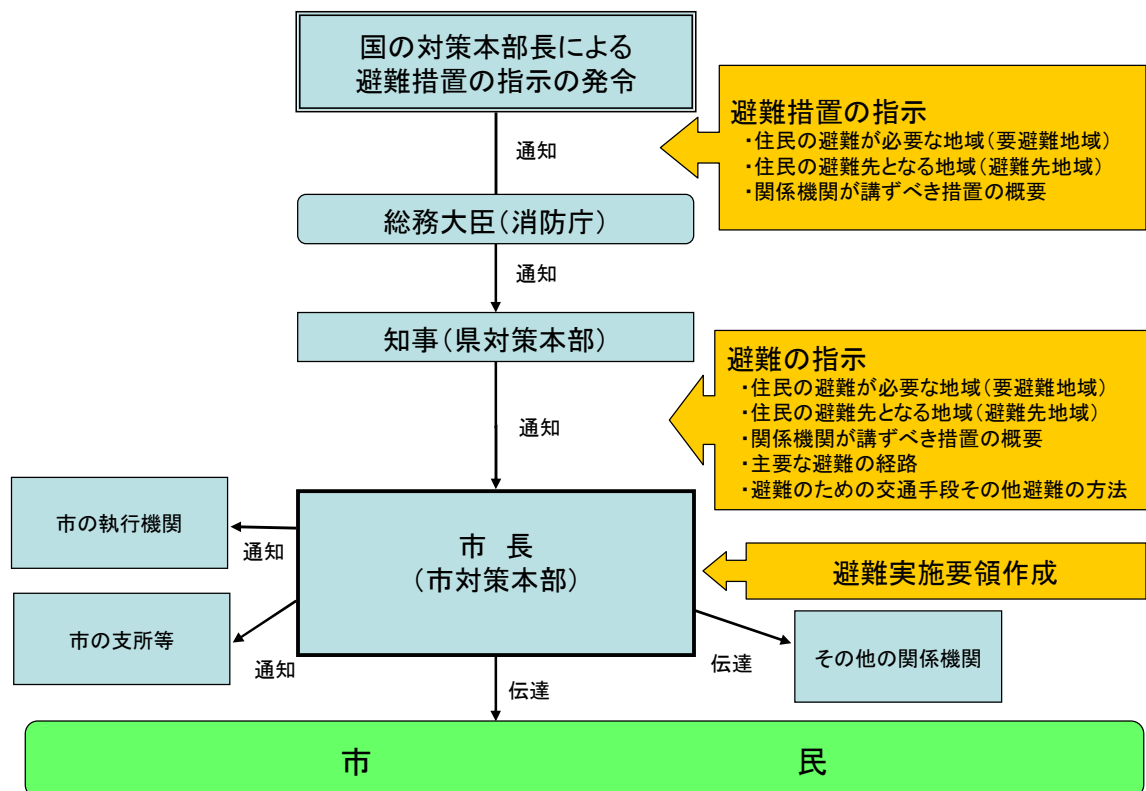 国の対策本部長による
避難措置の指示の発令
避難措置の指示
・住民の避難が必要な地域(要避難地域)
・住民の避難先となる地域(避難先地域)
・関係機関が講ずべき措置の概要
通知
総務大臣(消防庁)
通知
知事(県対策本部)
避難の指示
・住民の避難が必要な地域(要避難地域)
・住民の避難先となる地域(避難先地域)
・関係機関が講ずべき措置の概要
・主要な避難の経路
・避難のための交通手段その他避難の方法
通知
市の執行機関
通知
市 長
(市対策本部)
避難実施要領作成
市の支所等
通知
伝達
その他の関係機関
伝達
市 民